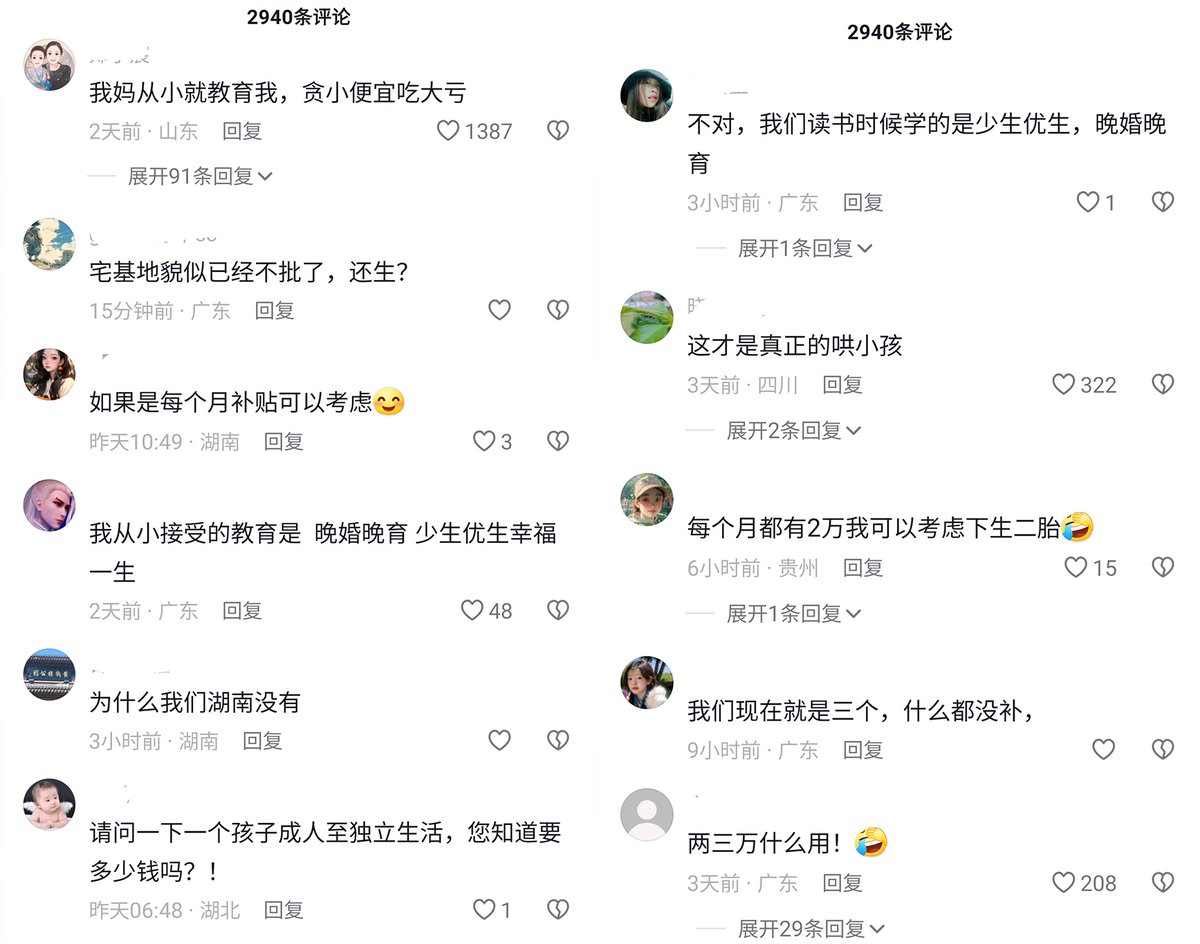 2940条评论
我妈从小就教育我，贪小便宜吃大亏
2天前 · 山东 回复 1387
展开91条回复
宅基地貌似已经不批了，还生？
15分钟前 · 广东 回复
如果是每个月补贴可以考虑😊
昨天10:49 · 湖南 回复 3
我从小接受的教育是 晚婚晚育 少生优生幸福
一生
2天前 · 广东 回复 48
为什么我们湖南没有
3小时前 · 湖南 回复
请问一下一个孩子成人至独立生活，您知道要
多少钱吗？！
昨天06:48 · 湖北 回复 1
2940条评论
不对，我们读书时候学的是少生优生，晚婚晚
育
3小时前 · 广东 回复 1
展开1条回复
这才是真正的哄小孩
3天前 · 四川 回复 322
展开2条回复
每个月都有2万我可以考虑下生二胎🤣
6小时前 · 贵州 回复 15
展开1条回复
我们现在就是三个，什么都没补，
9小时前 · 广东 回复
两三万什么用！🤣
3天前 · 广东 回复 208
展开29条回复